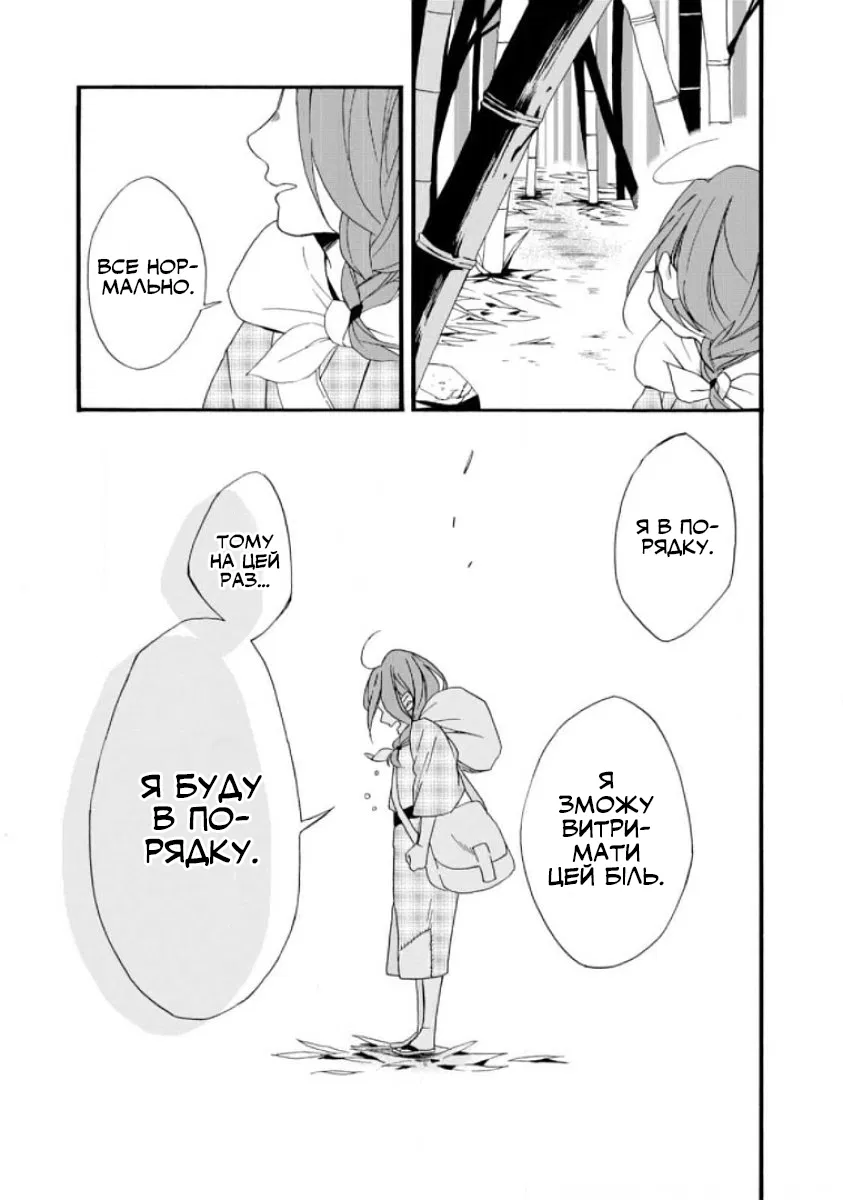 ВСЕ НОР-
МАЛЬНО.
Я В ПО-
РЯДКУ.
Я
ЗМОЖУ
ВИТРИ-
МАТИ
ЦЕЙ БІЛЬ.
ТОМУ
НА ЦЕЙ
РАЗ...
Я БУДУ
В ПО-
РЯДКУ.